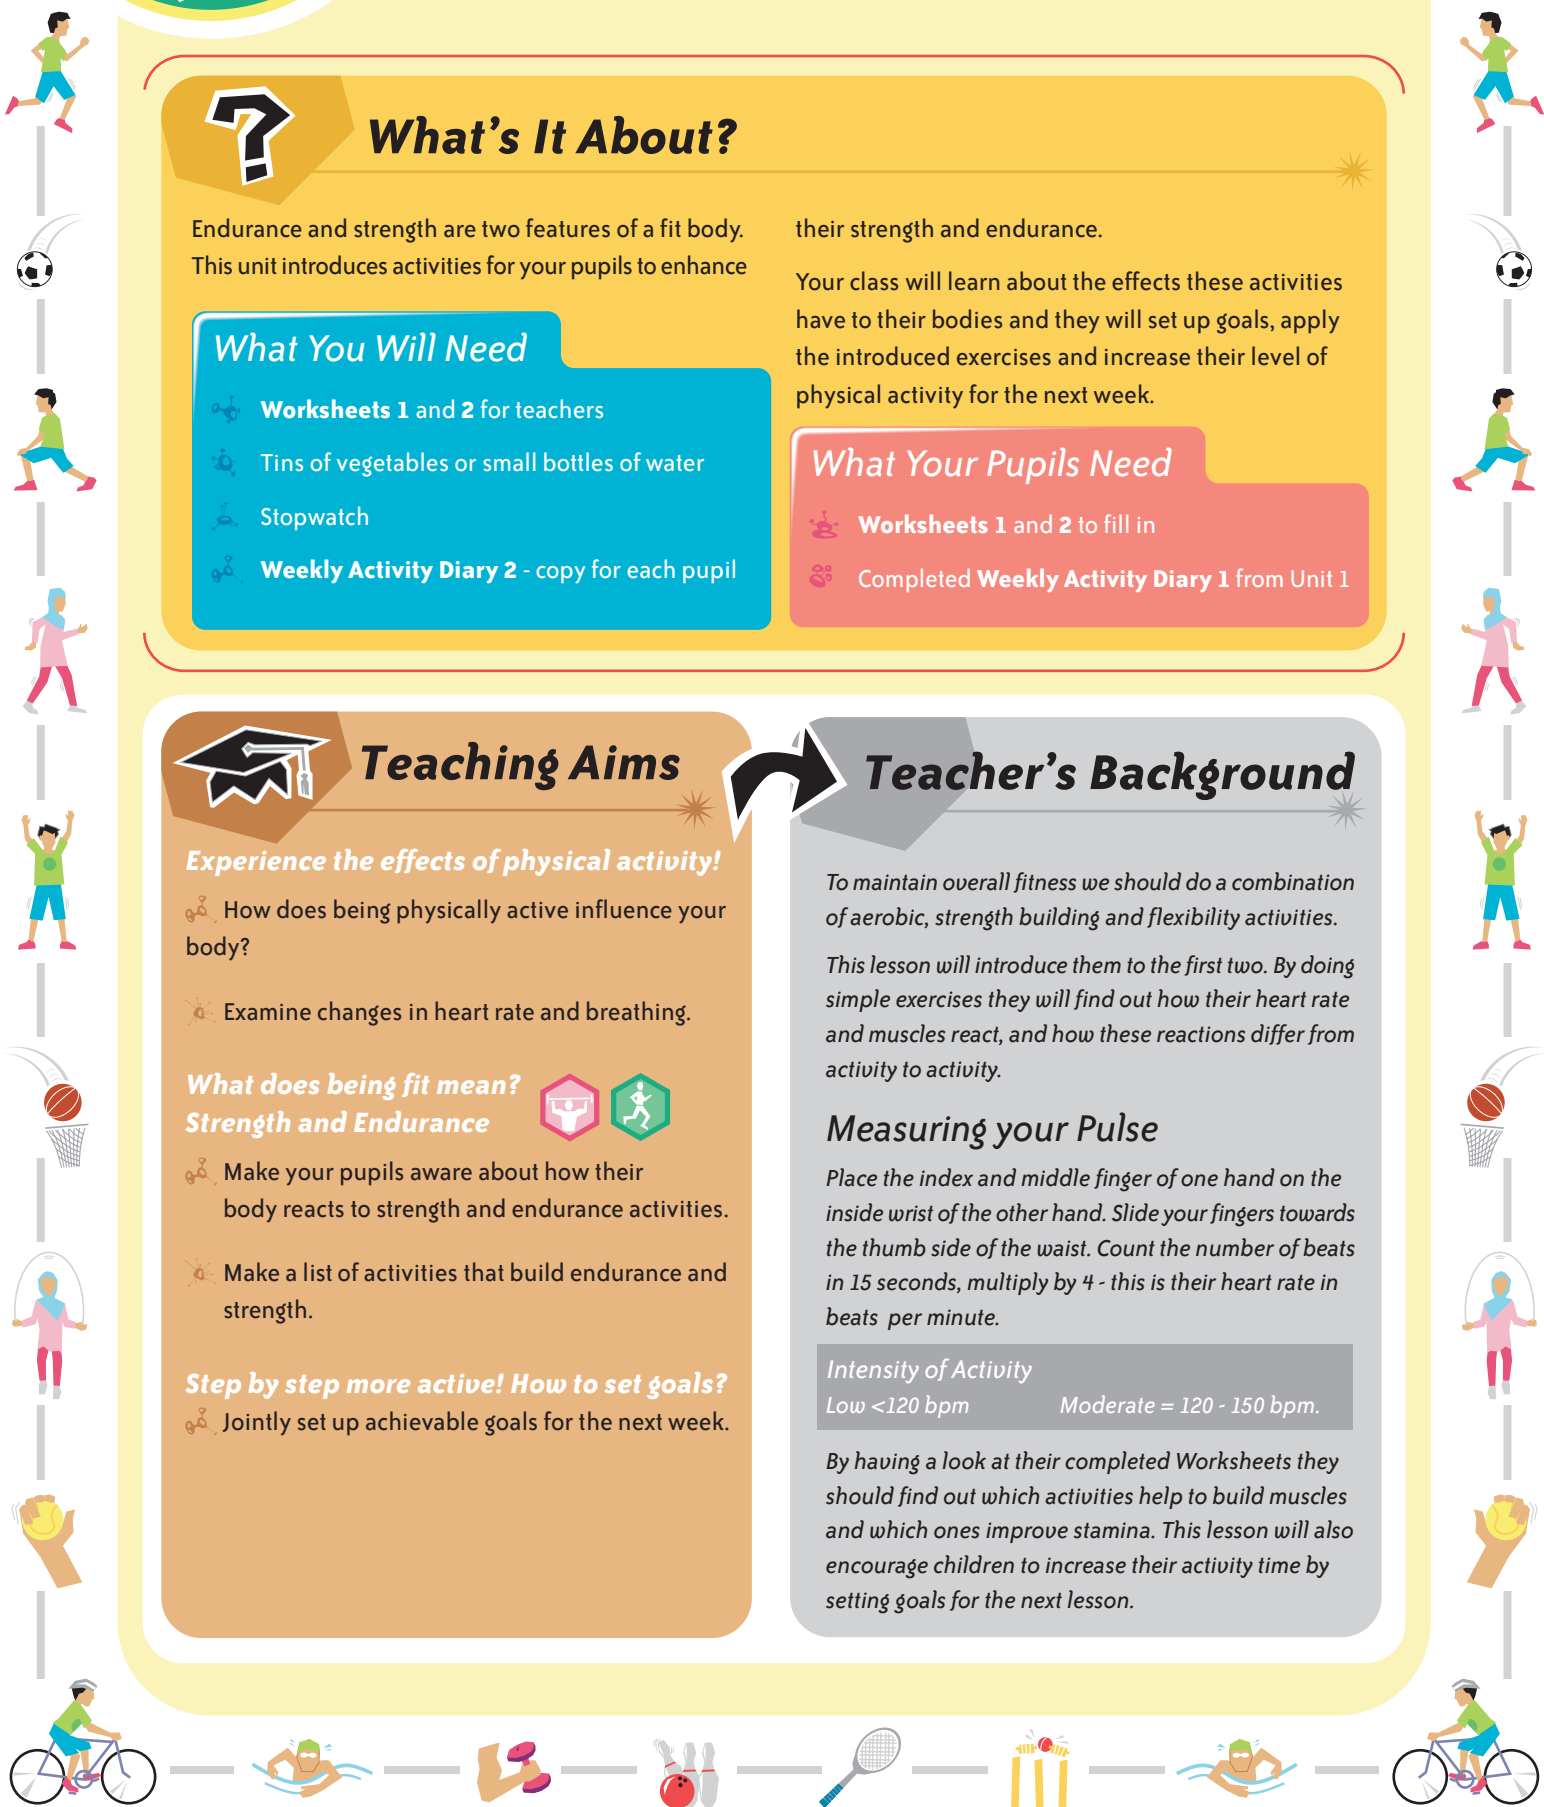 What's It About?
Endurance and strength are two features of a fit body.
This unit introduces activities for your pupils to enhance
their strength and endurance.
Your class will learn about the effects these activities
have to their bodies and they will set up goals, apply
the introduced exercises and increase their level of
physical activity for the next week.
What You Will Need
Worksheets 1 and 2 for teachers
Tins of vegetables or small bottles of water
Stopwatch
Weekly Activity Diary 2 - copy for each pupil
What Your Pupils Need
Worksheets 1 and 2 to fill in
Completed Weekly Activity Diary 1 from Unit 1
Teaching Aims
Experience the effects of physical activity!
How does being physically active influence your
body?
Examine changes in heart rate and breathing.
What does being fit mean?
Strength and Endurance
Make your pupils aware about how their
body reacts to strength and endurance activities.
Make a list of activities that build endurance and
strength.
Step by step more active! How to set goals?
Jointly set up achievable goals for the next week.
Teacher's Background
To maintain overall fitness we should do a combination
of aerobic, strength building and flexibility activities.
This lesson will introduce them to the first two. By doing
simple exercises they will find out how their heart rate
and muscles react, and how these reactions differ from
activity to activity.
Measuring your Pulse
Place the index and middle finger of one hand on the
inside wrist of the other hand. Slide your fingers towards
the thumb side of the waist. Count the number of beats
in 15 seconds, multiply by 4 - this is their heart rate in
beats per minute.
Intensity of Activity
Low <120 bpm Moderate = 120 - 150 bpm.
By having a look at their completed Worksheets they
should find out which activities help to build muscles
and which ones improve stamina. This lesson will also
encourage children to increase their activity time by
setting goals for the next lesson.